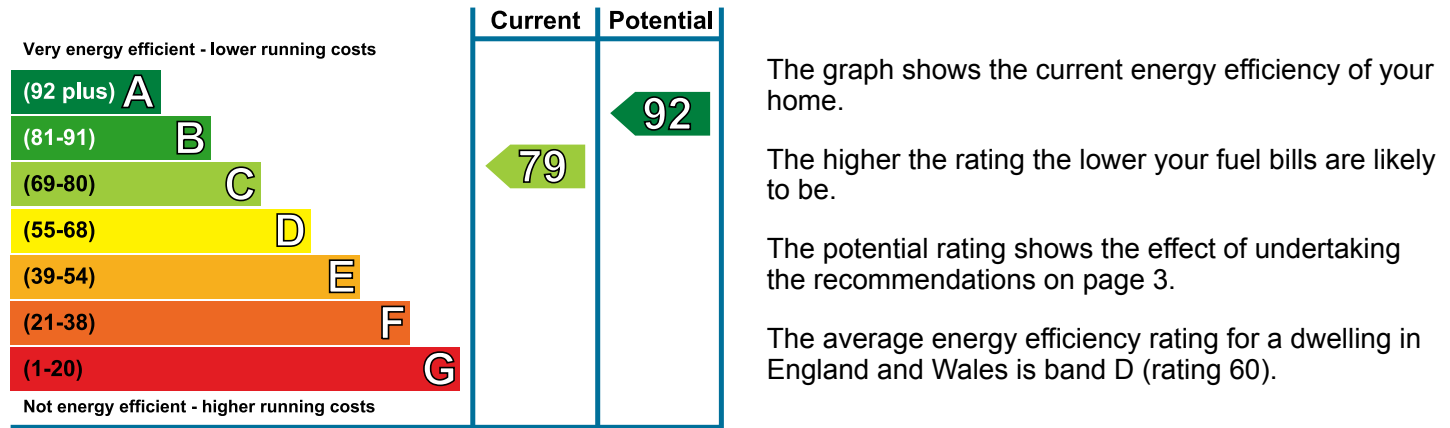 Current Potential
Very energy efficient - lower running costs
(92 plus) A
(81-91) B
(69-80) C
(55-68) D
(39-54) E
(21-38) F
(1-20) G
Not energy efficient - higher running costs
79
92
The graph shows the current energy efficiency of your
home.
The higher the rating the lower your fuel bills are likely
to be.
The potential rating shows the effect of undertaking
the recommendations on page 3.
The average energy efficiency rating for a dwelling in
England and Wales is band D (rating 60).